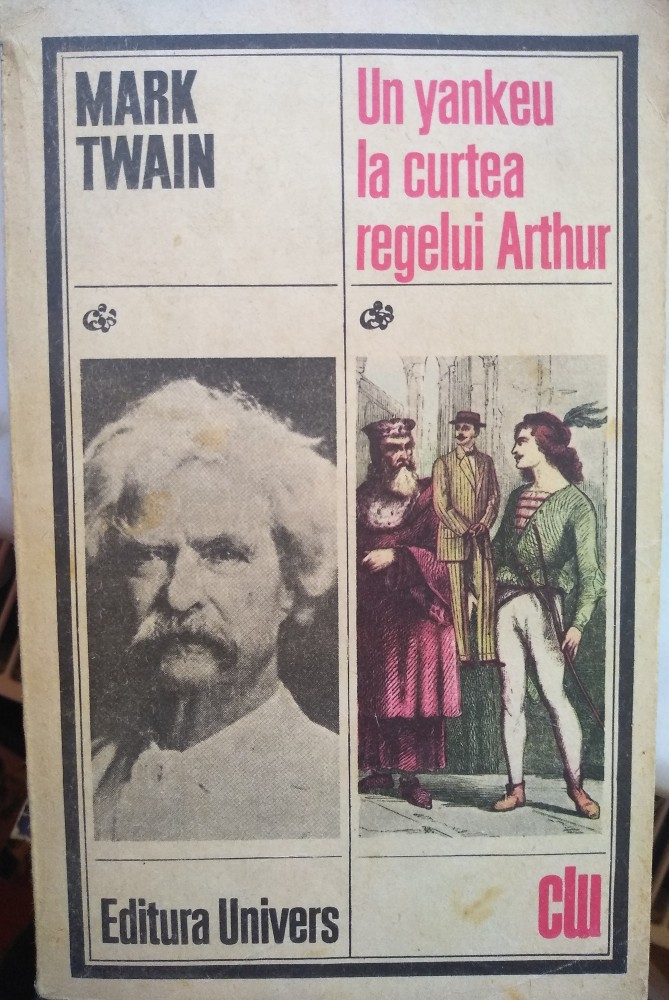 MARK
TWAIN
Un yankeu
la curtea
regelui Arthur
Editura Univers
clu